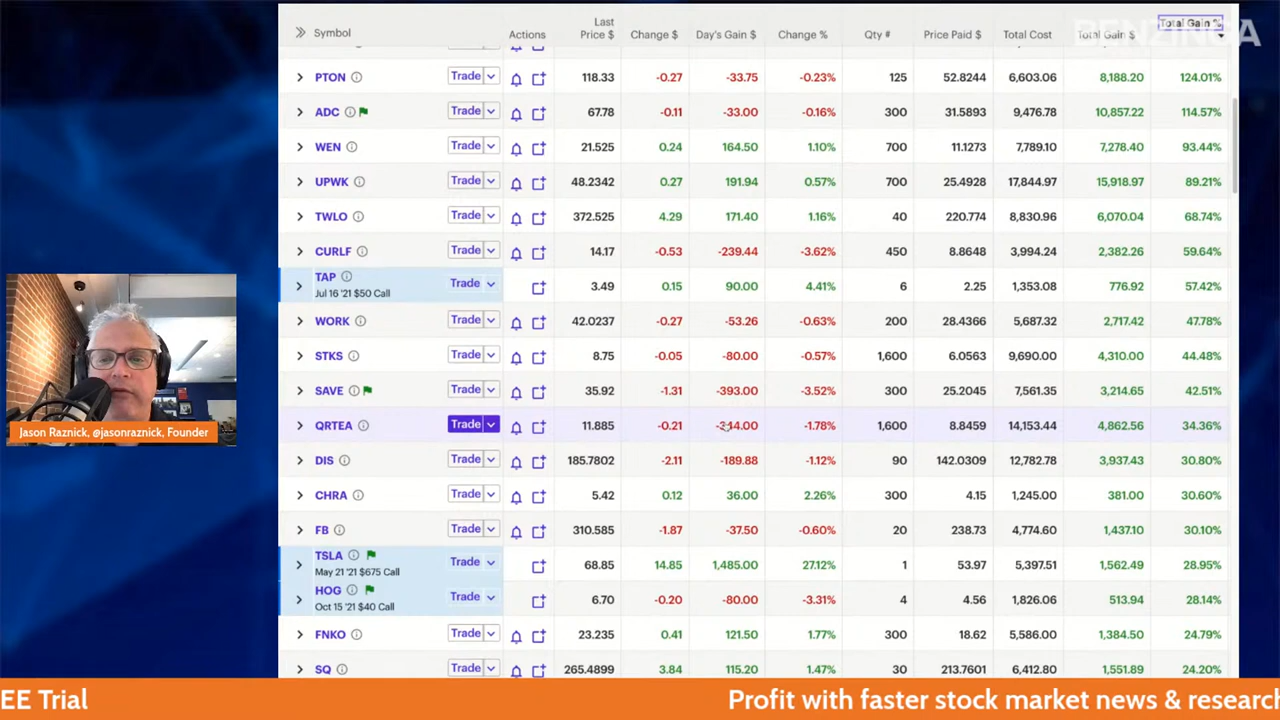 BENZINGA
Symbol Actions Last Price $ Change $ Day's Gain $ Change % Qty # Price Paid $ Total Cost Total Gain $ Total Gain %
PTON Trade 118.33 -0.27 -33.75 -0.23% 125 52.8244 6,603.06 8,188.20 124.01%
ADC Trade 67.78 -0.11 -33.00 -0.16% 300 31.5893 9,476.78 10,857.22 114.57%
WEN Trade 21.525 0.24 164.50 1.10% 700 11.1273 7,789.10 7,278.40 93.44%
UPWK Trade 48.2342 0.27 191.94 0.57% 700 25.4928 17,844.97 15,918.97 89.21%
TWLO Trade 372.525 4.29 171.40 1.16% 40 220.774 8,830.96 6,070.04 68.74%
CURLF Trade 14.17 -0.53 -239.44 -3.62% 450 8.8648 3,994.24 2,382.26 59.64%
TAP Trade 3.49 0.15 90.00 4.41% 6 2.25 1,353.08 776.92 57.42%
Jul 16 '21 $50 Call
WORK Trade 42.0237 -0.27 -53.26 -0.63% 200 28.4366 5,687.32 2,717.42 47.78%
STKS Trade 8.75 -0.05 -80.00 -0.57% 1,600 6.0563 9,690.00 4,310.00 44.48%
SAVE Trade 35.92 -1.31 -393.00 -3.52% 300 25.2045 7,561.35 3,214.65 42.51%
QRTEA Trade 11.885 -0.21 -344.00 -1.78% 1,600 8.8459 14,153.44 4,862.56 34.36%
DIS Trade 185.7802 -2.11 -189.88 -1.12% 90 142.0309 12,782.78 3,937.43 30.80%
CHRA Trade 5.42 0.12 36.00 2.26% 300 4.15 1,245.00 381.00 30.60%
FB Trade 310.585 -1.87 -37.50 -0.60% 20 238.73 4,774.60 1,437.10 30.10%
TSLA Trade 68.85 14.85 1,485.00 27.12% 1 53.97 5,397.51 1,562.49 28.95%
May 21 '21 $675 Call
HOG Trade 6.70 -0.20 -80.00 -3.31% 4 4.56 1,826.06 513.94 28.14%
Oct 15 '21 $40 Call
FNKO Trade 23.235 0.41 121.50 1.77% 300 18.62 5,586.00 1,384.50 24.79%
SQ Trade 265.4899 3.84 115.20 1.47% 30 213.7601 6,412.80 1,551.89 24.20%
Jason Raznick, @jasonraznick, Founder
EE Trial Profit with faster stock market news & research